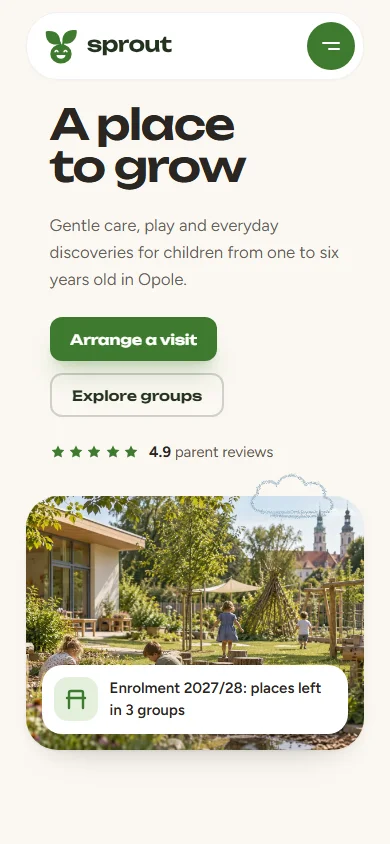 sprout
A place
to grow
Gentle care, play and everyday
discoveries for children from one to six
years old in Opole.
Arrange a visit
Explore groups
4.9 parent reviews
Enrolment 2027/28: places left
in 3 groups